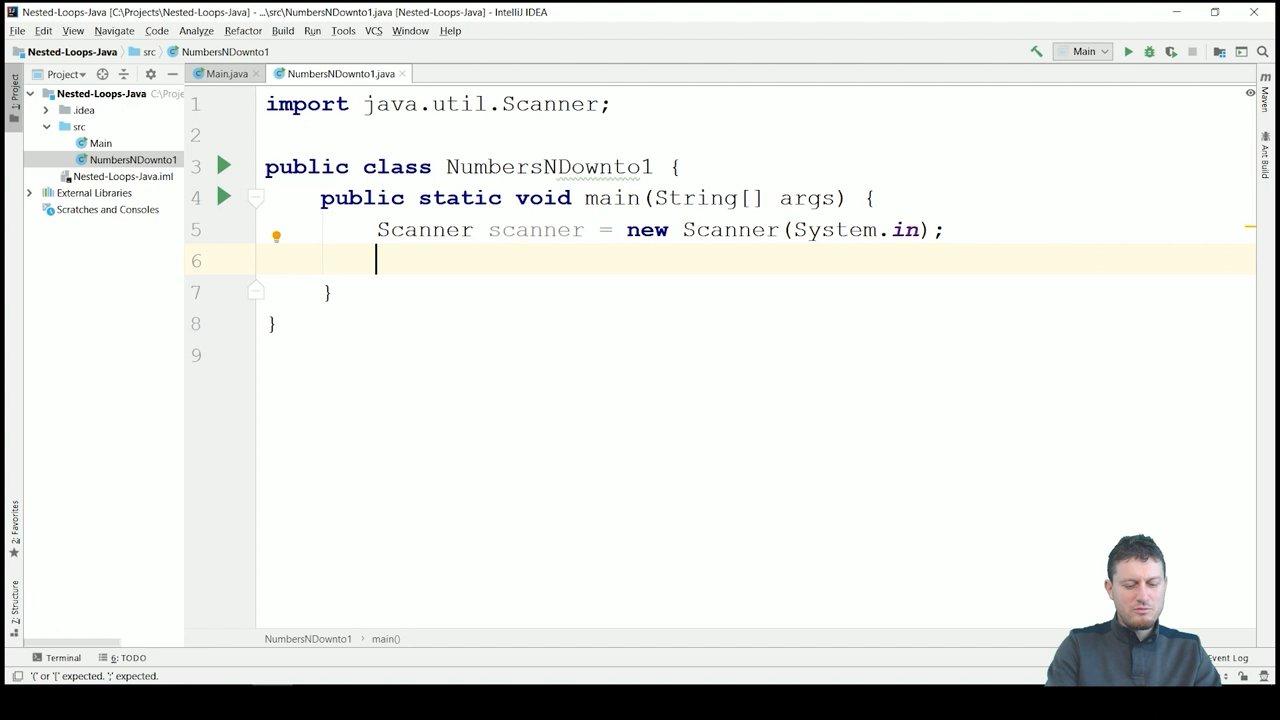 Nested-Loops-Java [C:\Projects\Nested-Loops-Java] - ...\src\NumbersNDownto1.java [Nested-Loops-Java] - IntelliJ IDEA
File Edit View Navigate Code Analyze Refactor Build Run Tools VCS Window Help
Nested-Loops-Java src NumbersNDownto1 Main
Project Main.java NumbersNDownto1.java
1: Project
Nested-Loops-Java C:\Proje
.idea
src
Main
NumbersNDownto1
Nested-Loops-Java.iml
External Libraries
Scratches and Consoles
1 import java.util.Scanner;
2
3 public class NumbersNDownto1 {
4 public static void main(String[] args) {
5 Scanner scanner = new Scanner(System.in);
6
7 }
8 }
9
m
Maven
Ant Build
2: Favorites
7: Structure
NumbersNDownto1 main()
Terminal 6: TODO Event Log
'(' or '[' expected. ';' expected.